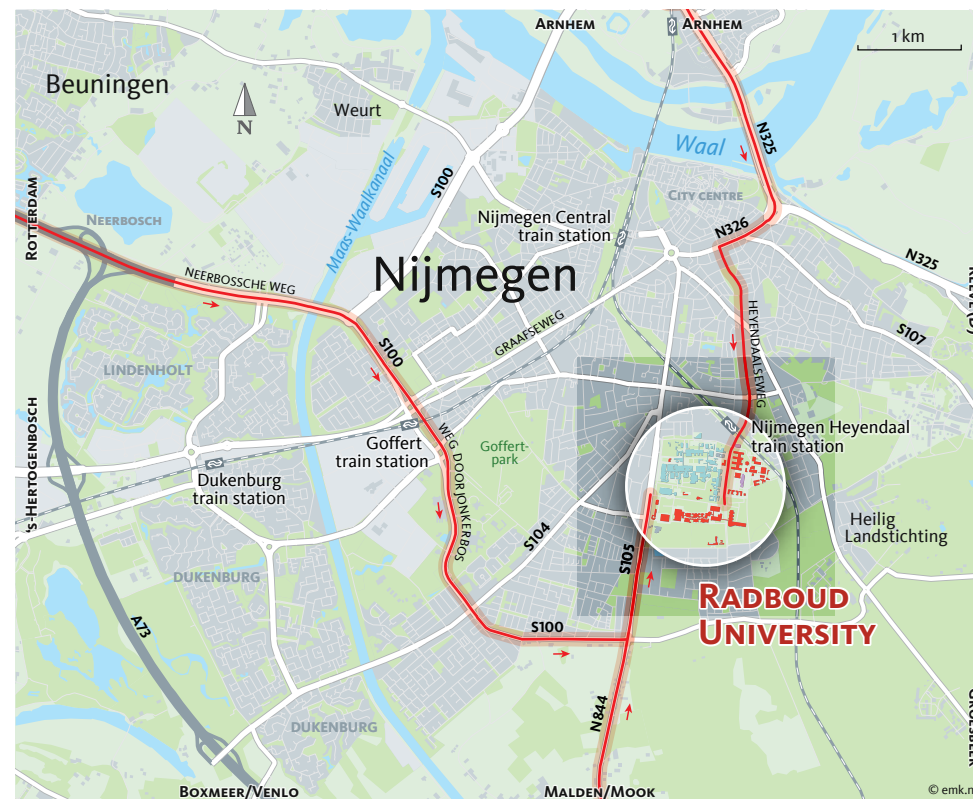 ARNHEM
ARNHEM
1 km
Beuningen
N
Weurt
Waal
N325
Maas-Waalkanaal
S100
ROTTERDAM
NEERBOSCH
CITY CENTRE
Nijmegen Central
train station
N326
N325
NEERBOSSCHE WEG
Nijmegen
GRAAFSEWEG
HEYENDAALSEWEG
S107
S100
LINDENHOLT
'S-HERTOGENBOSCH
Goffert
train station
WEG DOOR JONKERBOS
Goffert-
park
Nijmegen Heyendaal
train station
Dukenburg
train station
S104
S105
Heilig
Landstichting
DUKENBURG
RADBOUD
UNIVERSITY
A73
S100
N844
DUKENBURG
BOXMEER/VENLO
MALDEN/MOOK